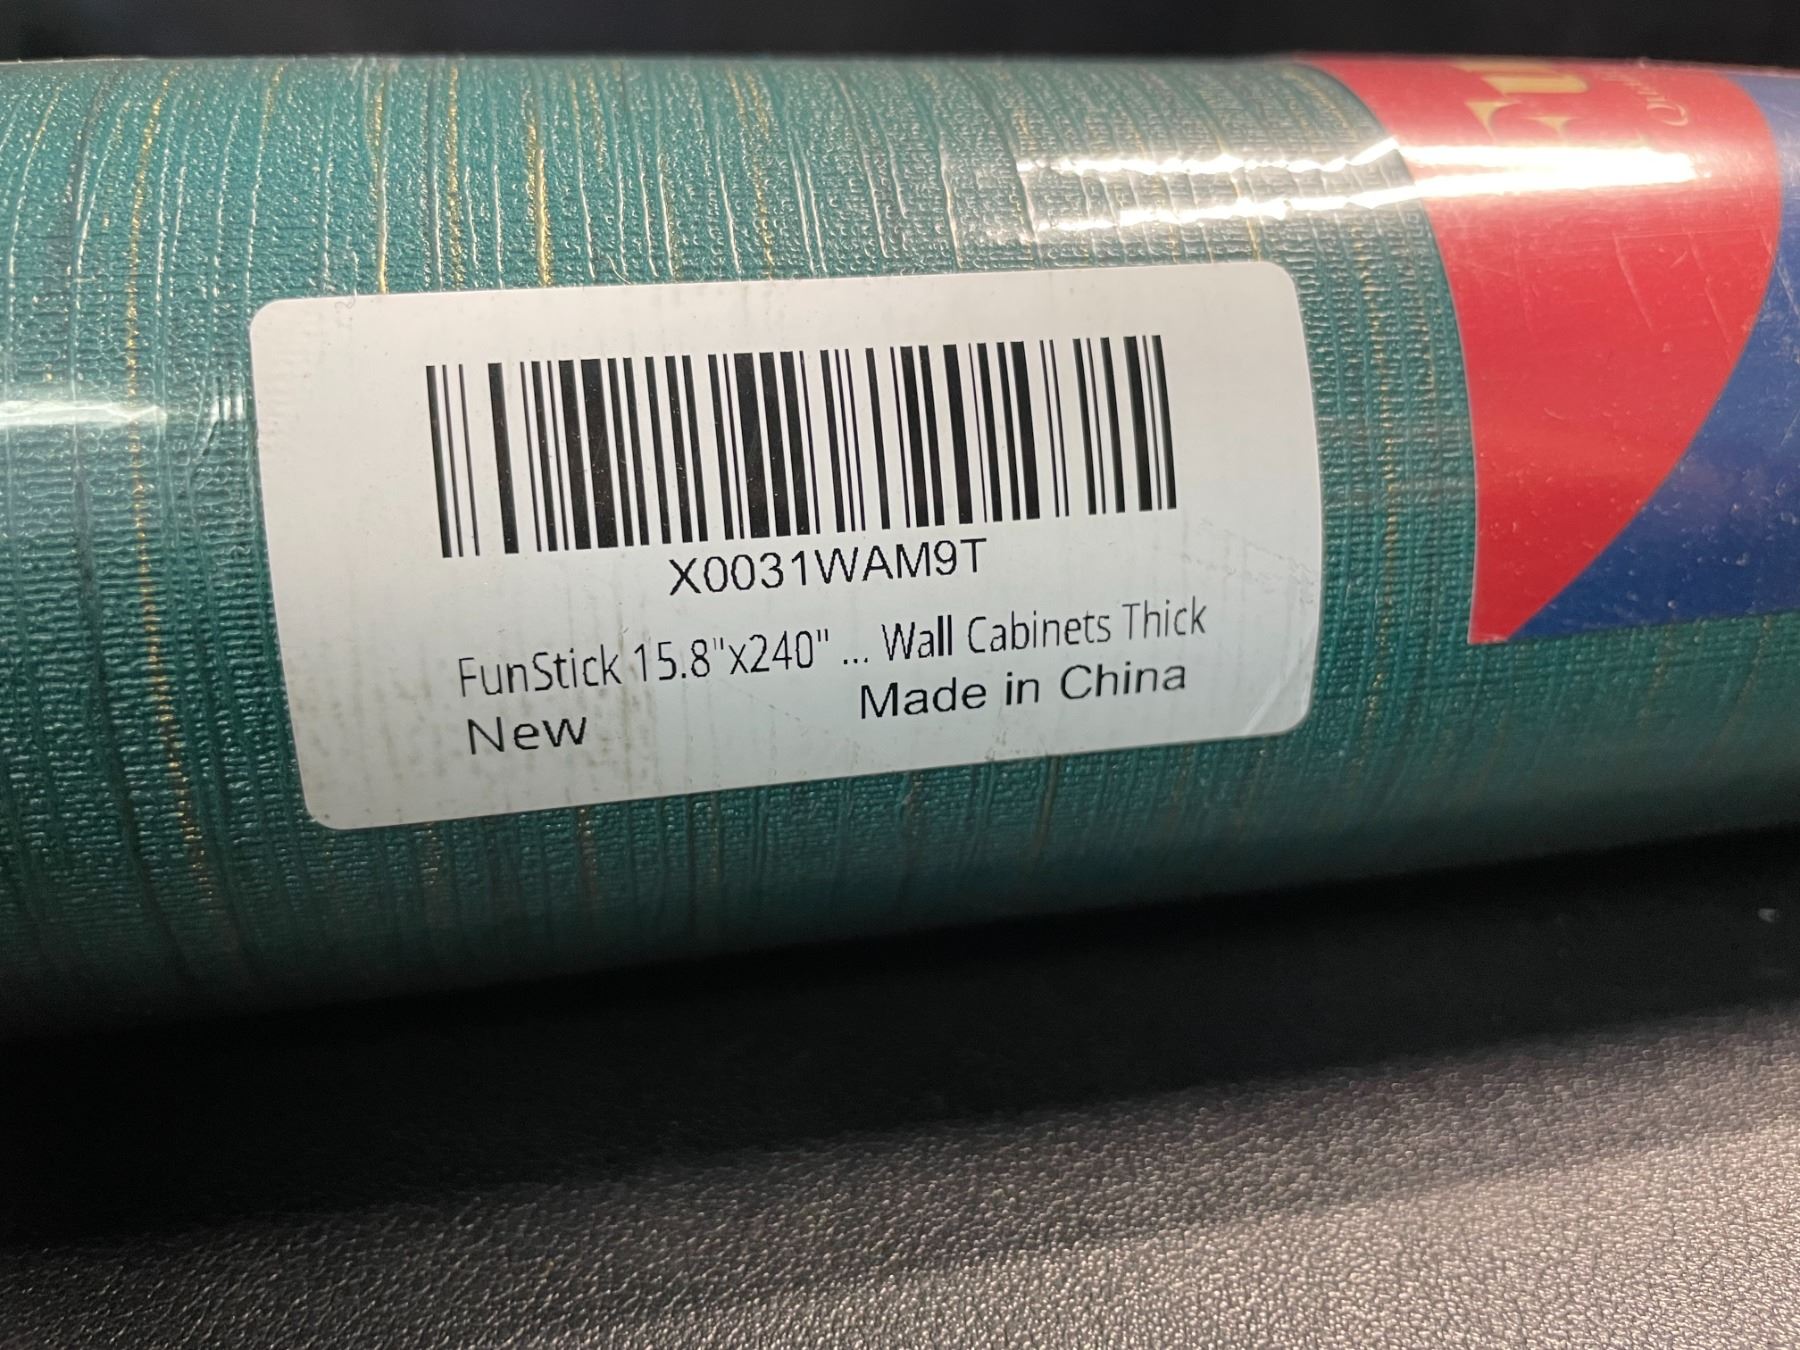 X0031WAM9T
FunStick 15.8"x240" ... Wall Cabinets Thick
New Made in China